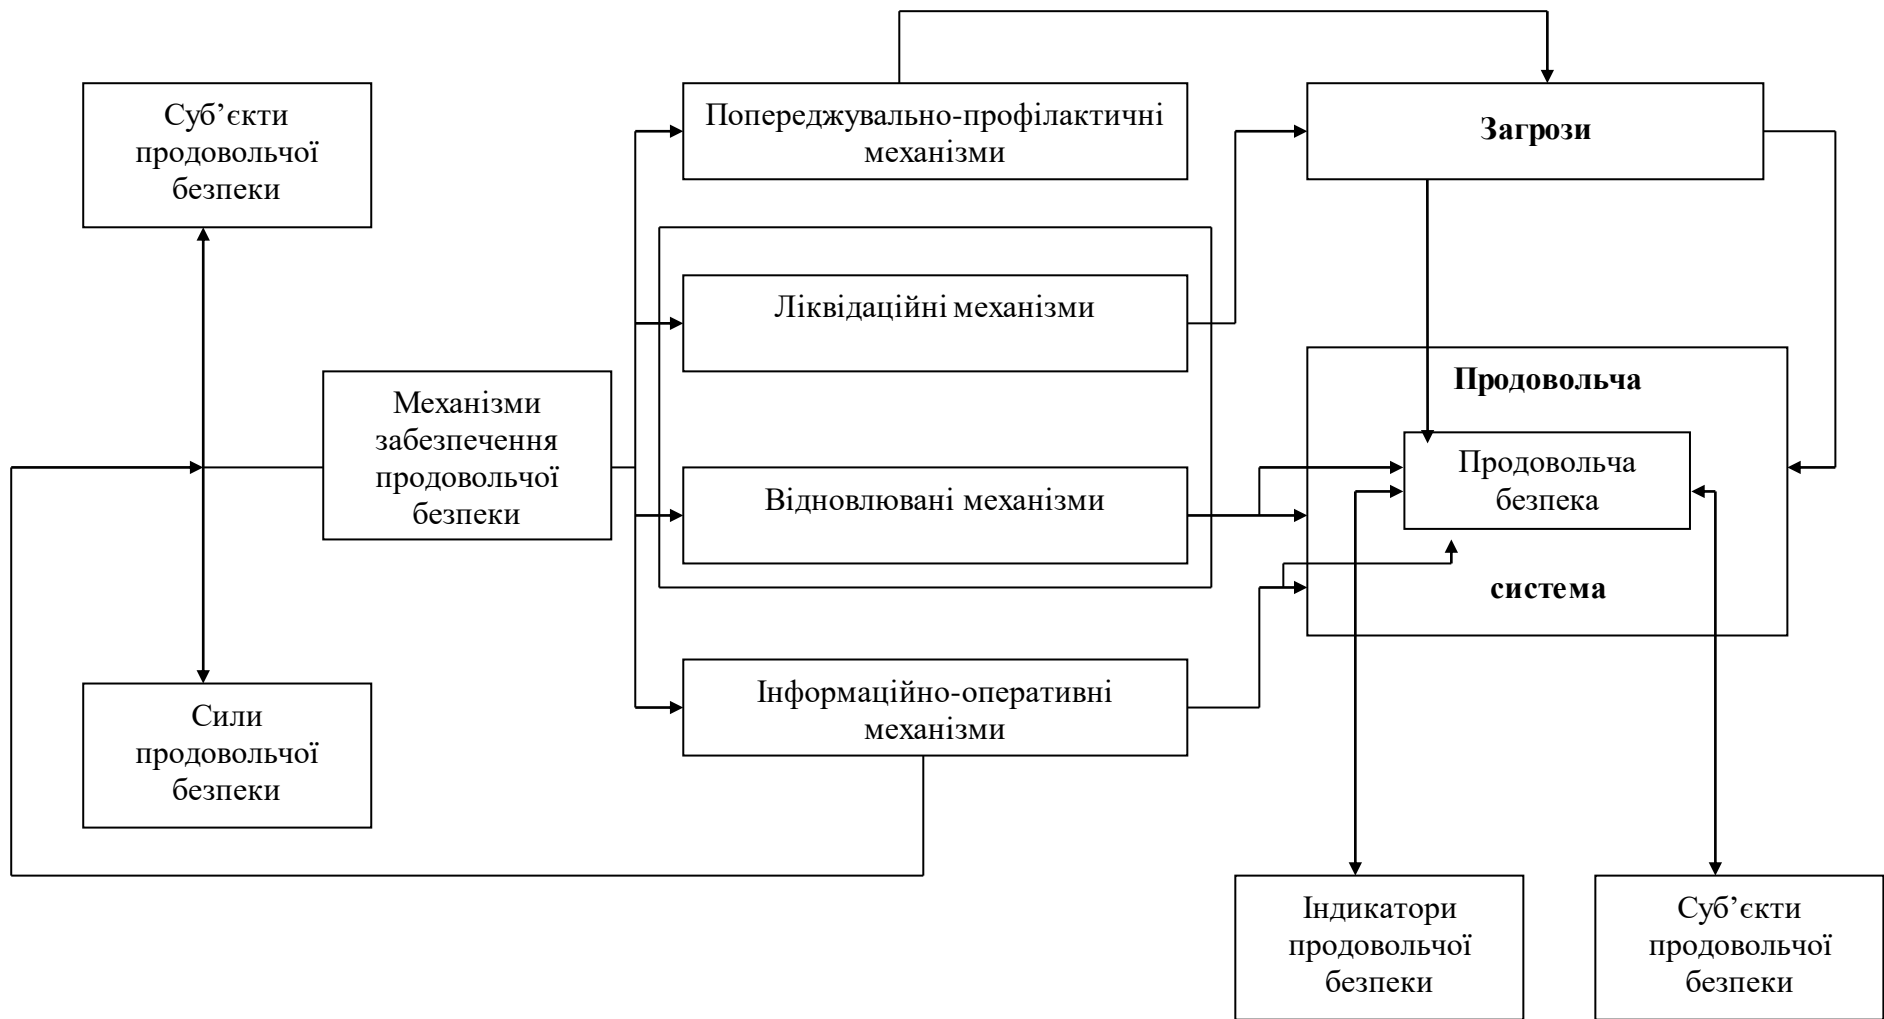 Суб’єкти
продовольчої
безпеки
Попереджувально-профілактичні
механізми
Загрози
Ліквідаційні механізми
Механізми
забезпечення
продовольчої
безпеки
Відновлювані механізми
Продовольча
Продовольча
безпека
система
Сили
продовольчої
безпеки
Інформаційно-оперативні
механізми
Індикатори
продовольчої
безпеки
Суб’єкти
продовольчої
безпеки